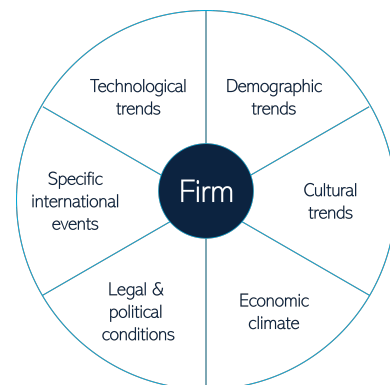 Technological
trends
Demographic
trends
Specific
international
events
Firm
Cultural
trends
Legal &
political
conditions
Economic
climate